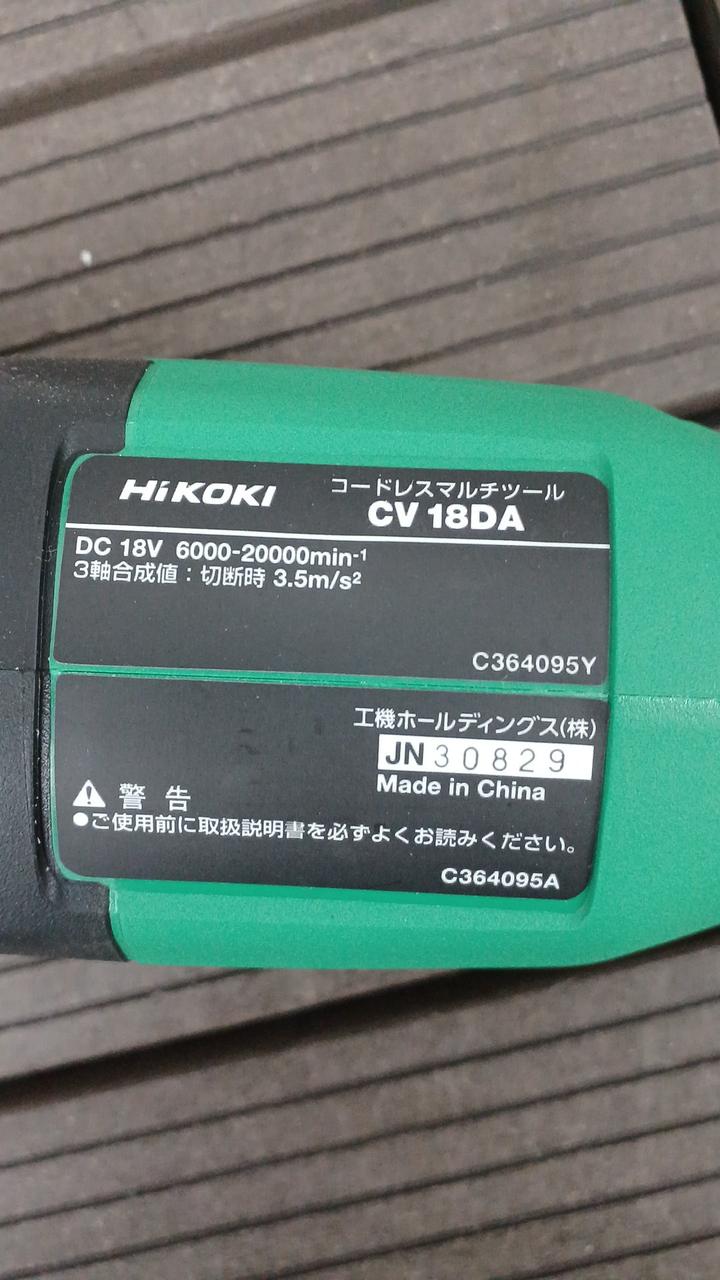 HiKOKI
コードレスマルチツール
CV 18DA
DC 18V 6000-20000min-1
3軸合成値：切断時 3.5m/s²
C364095Y
工機ホールディングス(株)
JN 30829
Made in China
警告
●ご使用前に取扱説明書を必ずよくお読みください。
C364095A